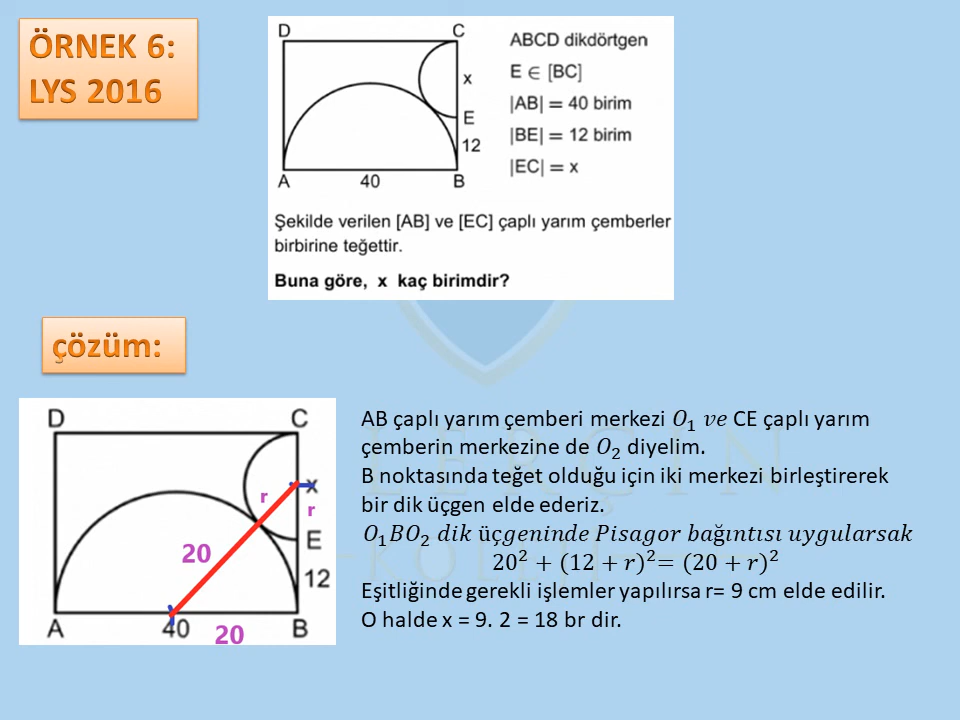 ÖRNEK 6:
LYS 2016
D C
x
E
12
A 40 B
ABCD dikdörtgen
E ∈ [BC]
|AB| = 40 birim
|BE| = 12 birim
|EC| = x
Şekilde verilen [AB] ve [EC] çaplı yarım çemberler
birbirine teğettir.
Buna göre, x kaç birimdir?
çözüm:
D C
x
r
r
E
20
12
A 40 B
20
AB çaplı yarım çemberi merkezi O₁ ve CE çaplı yarım
çemberin merkezine de O₂ diyelim.
B noktasında teğet olduğu için iki merkezi birleştirerek
bir dik üçgen elde ederiz.
O₁BO₂ dik üçgeninde Pisagor bağıntısı uygularsak
20² + (12 + r)²= (20 + r)²
Eşitliğinde gerekli işlemler yapılırsa r= 9 cm elde edilir.
O halde x = 9. 2 = 18 br dir.